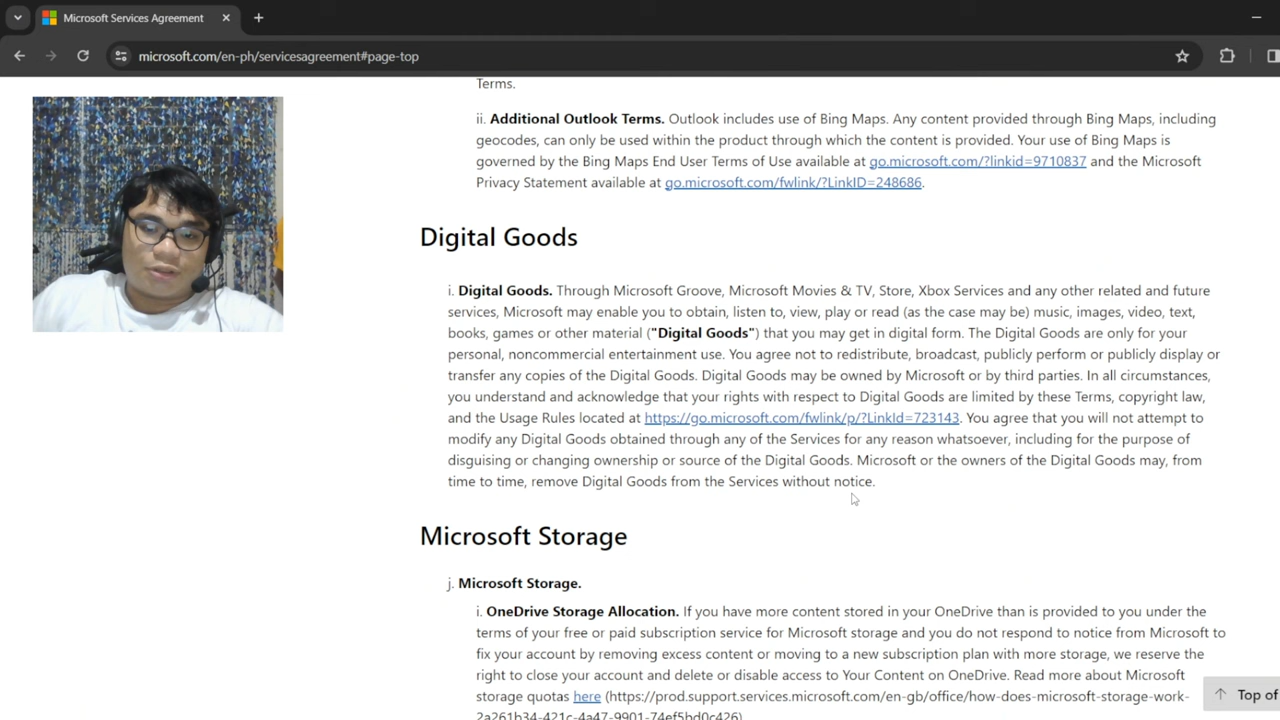 Microsoft Services Agreement
microsoft.com/en-ph/servicesagreement#page-top
Terms.
ii. Additional Outlook Terms. Outlook includes use of Bing Maps. Any content provided through Bing Maps, including
geocodes, can only be used within the product through which the content is provided. Your use of Bing Maps is
governed by the Bing Maps End User Terms of Use available at go.microsoft.com/?linkid=9710837 and the Microsoft
Privacy Statement available at go.microsoft.com/fwlink/?LinkID=248686.
Digital Goods
i. Digital Goods. Through Microsoft Groove, Microsoft Movies & TV, Store, Xbox Services and any other related and future
services, Microsoft may enable you to obtain, listen to, view, play or read (as the case may be) music, images, video, text,
books, games or other material ("Digital Goods") that you may get in digital form. The Digital Goods are only for your
personal, noncommercial entertainment use. You agree not to redistribute, broadcast, publicly perform or publicly display or
transfer any copies of the Digital Goods. Digital Goods may be owned by Microsoft or by third parties. In all circumstances,
you understand and acknowledge that your rights with respect to Digital Goods are limited by these Terms, copyright law,
and the Usage Rules located at https://go.microsoft.com/fwlink/p/?LinkId=723143. You agree that you will not attempt to
modify any Digital Goods obtained through any of the Services for any reason whatsoever, including for the purpose of
disguising or changing ownership or source of the Digital Goods. Microsoft or the owners of the Digital Goods may, from
time to time, remove Digital Goods from the Services without notice.
Microsoft Storage
j. Microsoft Storage.
i. OneDrive Storage Allocation. If you have more content stored in your OneDrive than is provided to you under the
terms of your free or paid subscription service for Microsoft storage and you do not respond to notice from Microsoft to
fix your account by removing excess content or moving to a new subscription plan with more storage, we reserve the
right to close your account and delete or disable access to Your Content on OneDrive. Read more about Microsoft
storage quotas here (https://prod.support.services.microsoft.com/en-gb/office/how-does-microsoft-storage-work-
2a261b34-421c-4a47-9901-74ef5bd0c426)
Top of